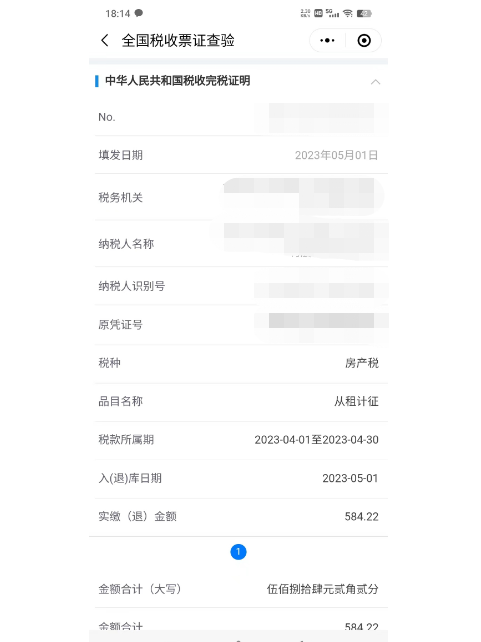 18:14
全国税收票证查验
中华人民共和国税收完税证明
No.
填发日期 2023年05月01日
税务机关
纳税人名称
纳税人识别号
原凭证号
税种 房产税
品目名称 从租计征
税款所属期 2023-04-01至2023-04-30
入(退)库日期 2023-05-01
实缴（退）金额 584.22
1
金额合计（大写） 伍佰捌拾肆元贰角贰分
金额合计 584.22